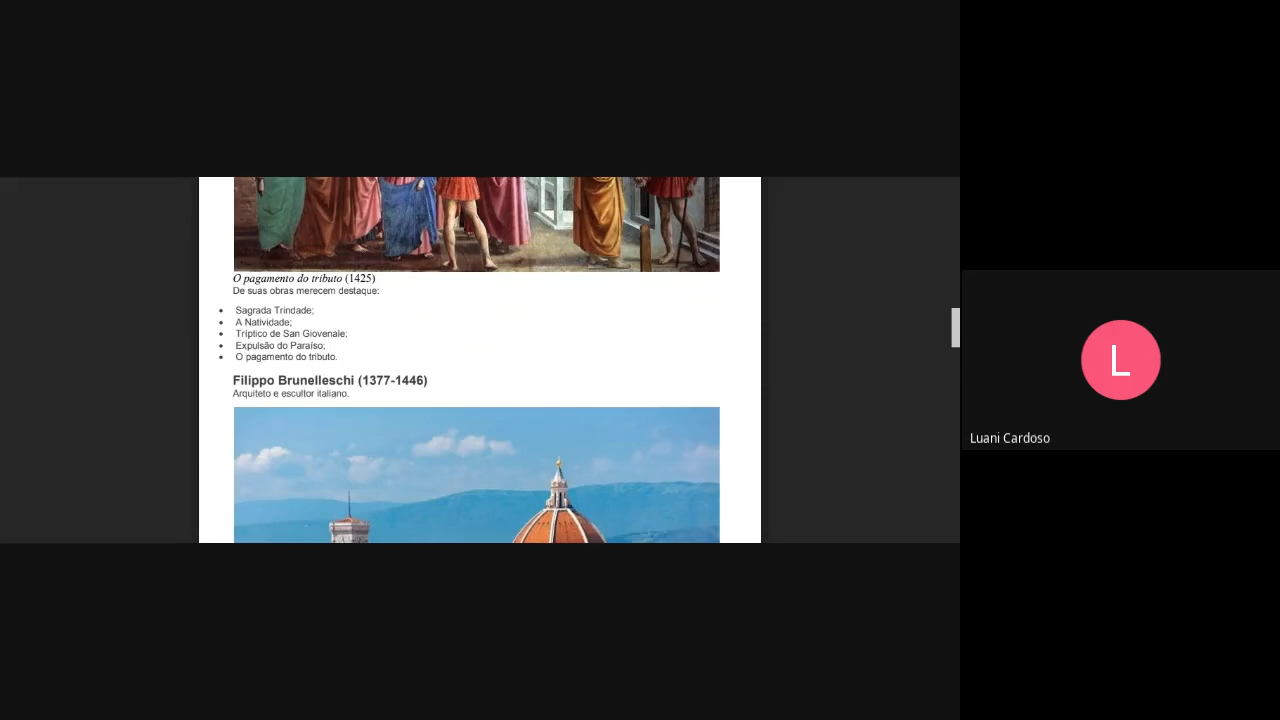 O pagamento do tributo (1425)
De suas obras merecem destaque:
• Sagrada Trindade;
• A Natividade;
• Tríptico de San Giovenale;
• Expulsão do Paraíso;
• O pagamento do tributo.
Filippo Brunelleschi (1377-1446)
Arquiteto e escultor italiano.
L
Luani Cardoso